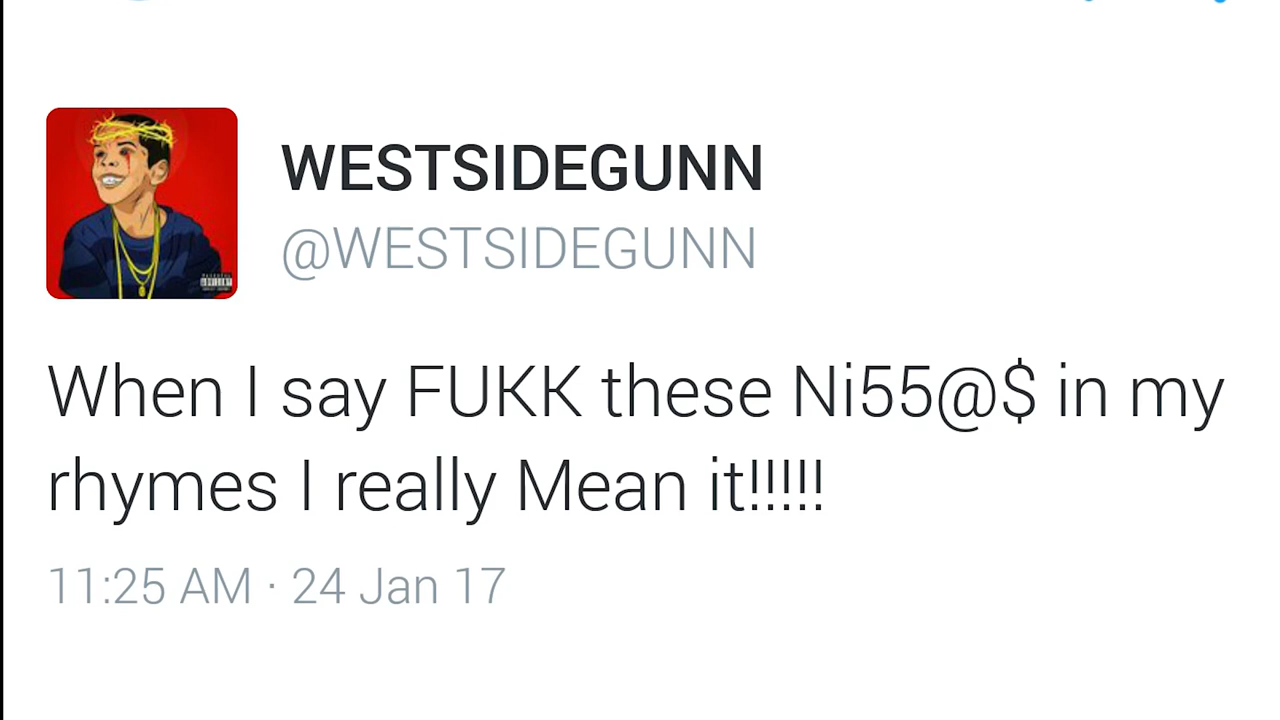 WESTSIDEGUNN
@WESTSIDEGUNN
When I say FUKK these Ni55@$ in my
rhymes I really Mean it!!!!!
11:25 AM · 24 Jan 17